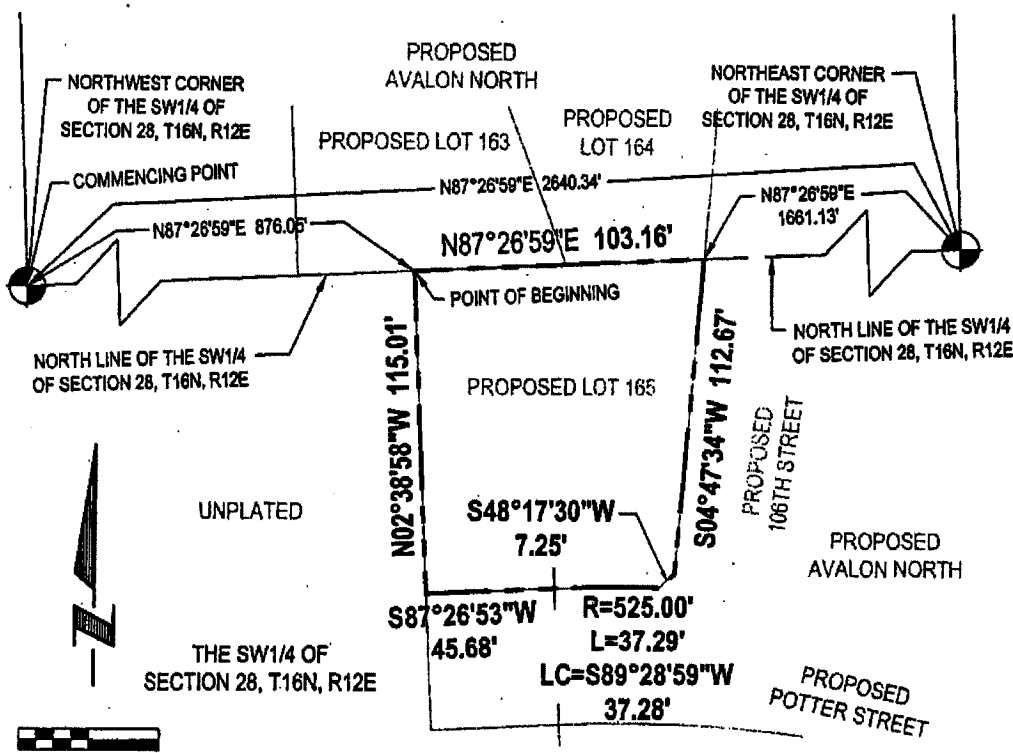 PROPOSED
AVALON NORTH
NORTHWEST CORNER
OF THE SW1/4 OF
SECTION 28, T16N, R12E
NORTHEAST CORNER
OF THE SW1/4 OF
SECTION 28, T16N, R12E
PROPOSED LOT 163
PROPOSED
LOT 164
COMMENCING POINT
N87°26'59"E 2640.34'
N87°26'59"E 876.05'
N87°26'59"E
1661.13'
N87°26'59"E 103.16'
POINT OF BEGINNING
NORTH LINE OF THE SW1/4
OF SECTION 28, T16N, R12E
NORTH LINE OF THE SW1/4
OF SECTION 28, T16N, R12E
N02°38'58"W 115.01'
PROPOSED LOT 165
S04°47'34"W 112.67'
PROPOSED
106TH STREET
UNPLATED
S48°17'30"W
7.25'
PROPOSED
AVALON NORTH
S87°26'53"W
45.68'
R=525.00'
L=37.29'
LC=S89°28'59"W
37.28'
THE SW1/4 OF
SECTION 28, T16N, R12E
PROPOSED
POTTER STREET
N